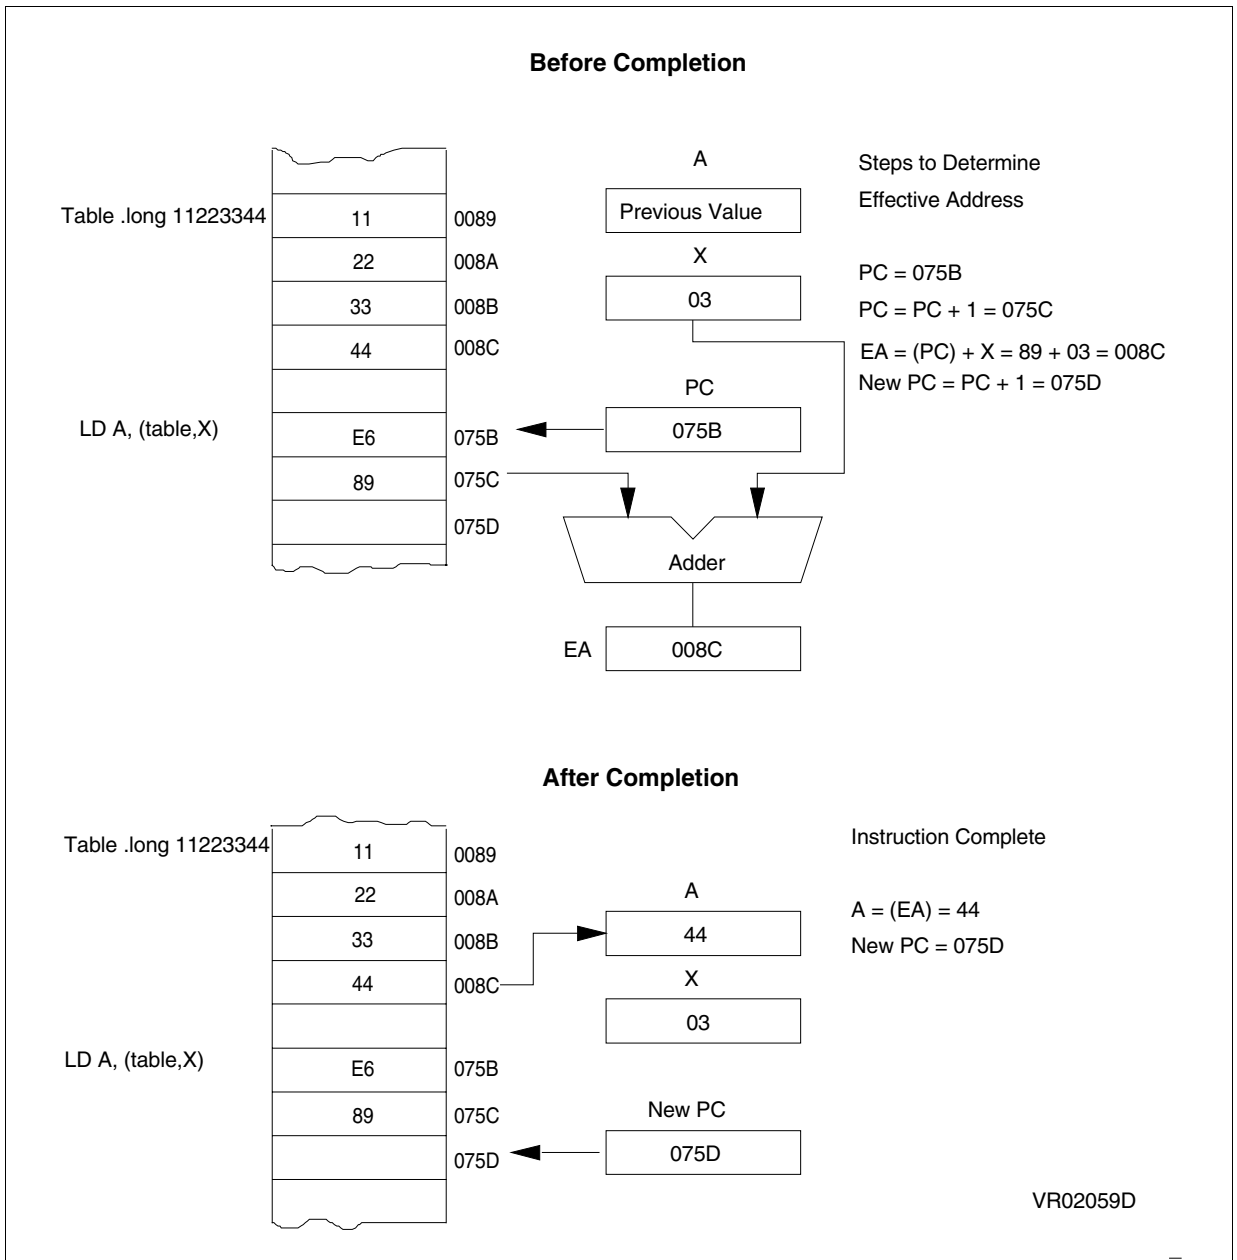 Before Completion
A
Steps to Determine
Effective Address
Table .long 11223344
11
0089
Previous Value
22
008A
X
PC = 075B
33
008B
03
PC = PC + 1 = 075C
44
008C
EA = (PC) + X = 89 + 03 = 008C
New PC = PC + 1 = 075D
PC
LD A, (table,X)
E6
075B
075B
89
075C
075D
Adder
EA
008C
After Completion
Table .long 11223344
11
0089
Instruction Complete
22
008A
A
A = (EA) = 44
33
008B
44
New PC = 075D
44
008C
X
03
LD A, (table,X)
E6
075B
89
075C
New PC
075D
075D
VR02059D